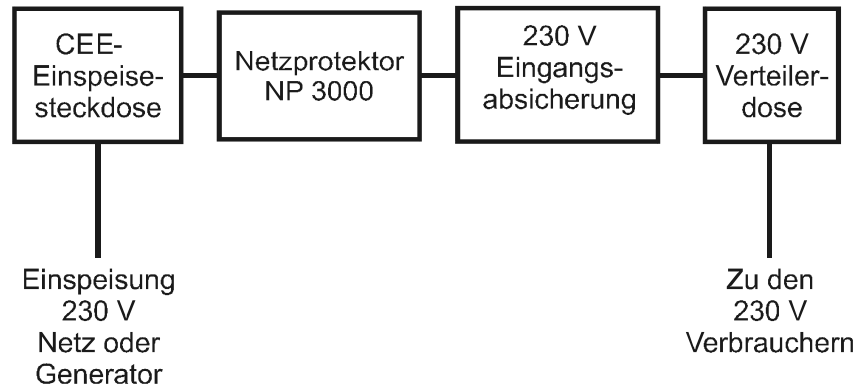 CEE-
Einspeise-
steckdose
Netzprotektor
NP 3000
230 V
Eingangs-
absicherung
230 V
Verteiler-
dose
Einspeisung
230 V
Netz oder
Generator
Zu den
230 V
Verbrauchern